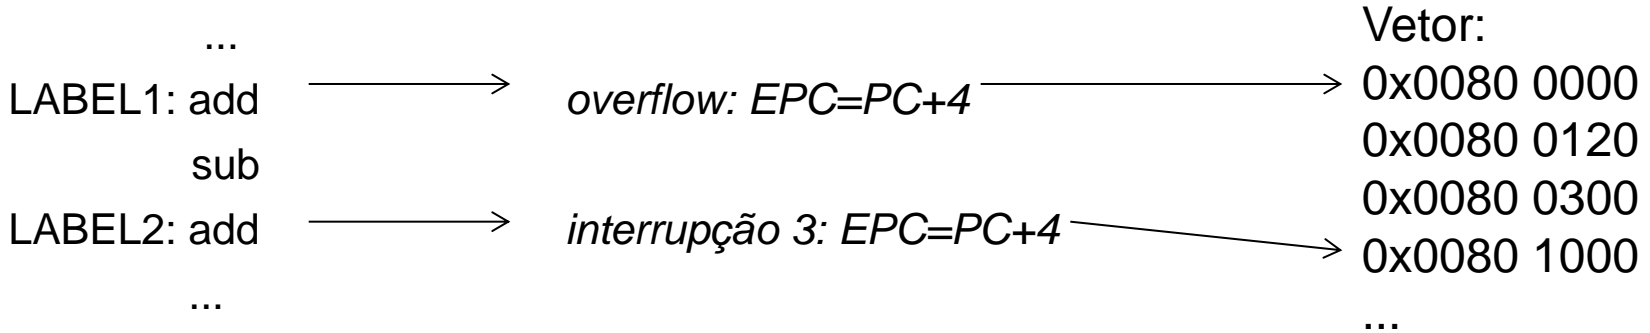 ...
LABEL1: add
sub
LABEL2: add
...
overflow: EPC=PC+4
interrupção 3: EPC=PC+4
Vetor:
0x0080 0000
0x0080 0120
0x0080 0300
0x0080 1000
...